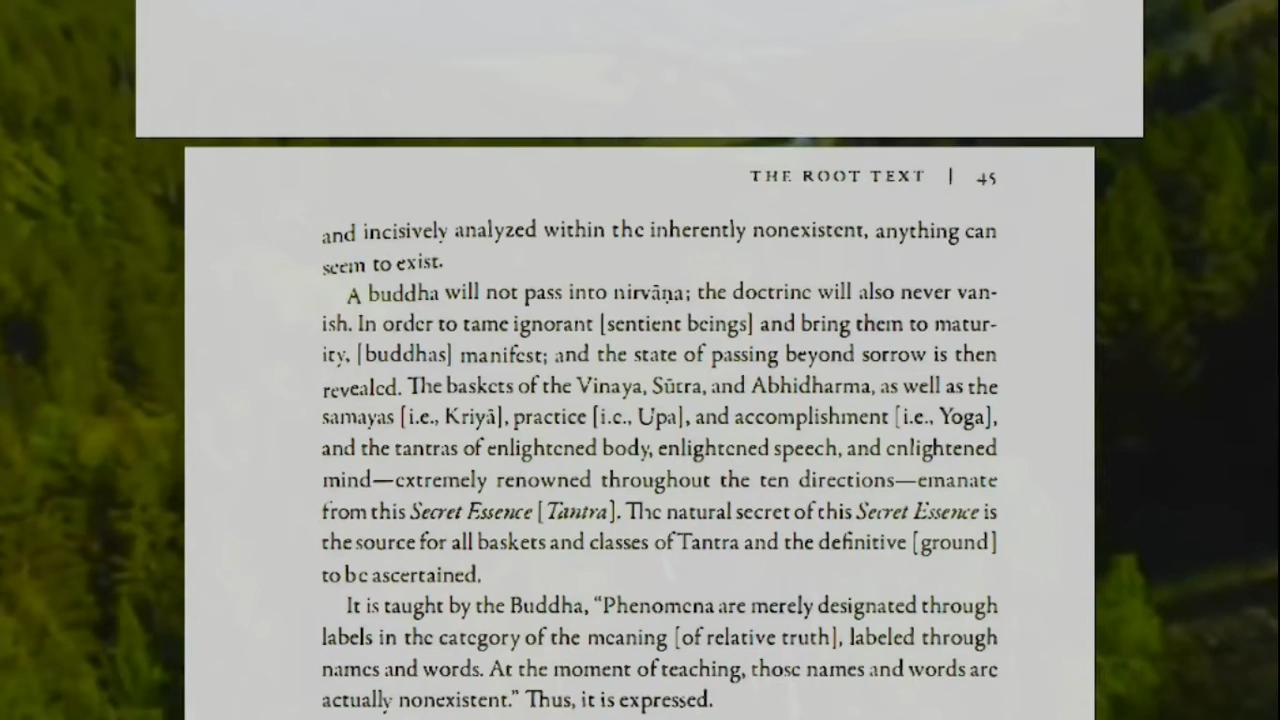 THE ROOT TEXT | 45
and incisively analyzed within the inherently nonexistent, anything can
seem to exist.
A buddha will not pass into nirvāṇa; the doctrine will also never van-
ish. In order to tame ignorant [sentient beings] and bring them to matur-
ity, [buddhas] manifest; and the state of passing beyond sorrow is then
revealed. The baskets of the Vinaya, Sūtra, and Abhidharma, as well as the
samayas [i.e., Kriyā], practice [i.e., Upa], and accomplishment [i.e., Yoga],
and the tantras of enlightened body, enlightened speech, and enlightened
mind—extremely renowned throughout the ten directions—emanate
from this Secret Essence [Tantra]. The natural secret of this Secret Essence is
the source for all baskets and classes of Tantra and the definitive [ground]
to be ascertained.
It is taught by the Buddha, “Phenomena are merely designated through
labels in the category of the meaning [of relative truth], labeled through
names and words. At the moment of teaching, those names and words are
actually nonexistent.” Thus, it is expressed.